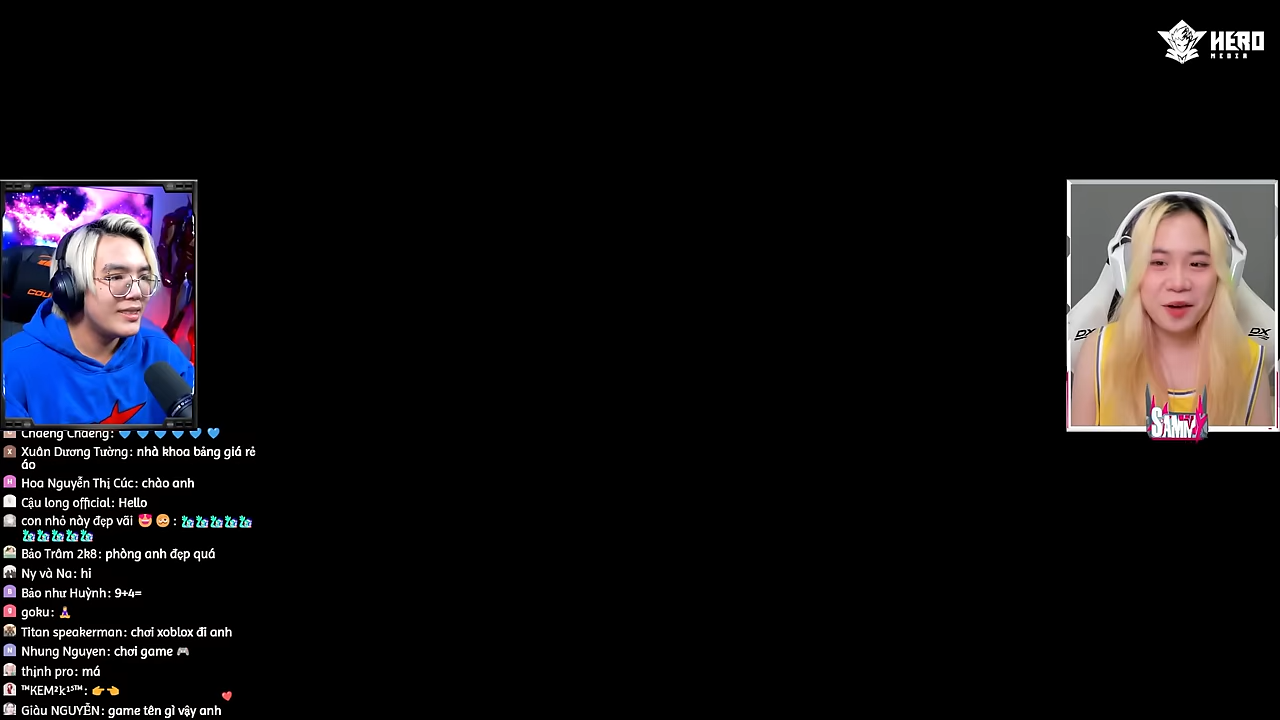 HERO
MEDIA
COU
DX
DX
SAMMY
Chaeng Chaeng: 💙 💙 💙 💙 💙 💙
Xuân Dương Tường: nhà khoa bảng giá rẻ
áo
Hoa Nguyễn Thị Cúc: chào anh
Cậu long official: Hello
con nhỏ này đẹp vãi 🤩 🥺 : 🗽🗽🗽🗽🗽
🗽🗽🗽🗽🗽
Bảo Trâm 2k8: phòng anh đẹp quá
Ny và Na: hi
Bảo như Huỳnh: 9+4=
goku: 🧘‍♀️
Titan speakerman: chơi xoblox đi anh
Nhung Nguyen: chơi game 🎮
thịnh pro: má
™KEM²k¹⁵™: 👉👈
Giàu NGUYỄN: game tên gì vậy anh